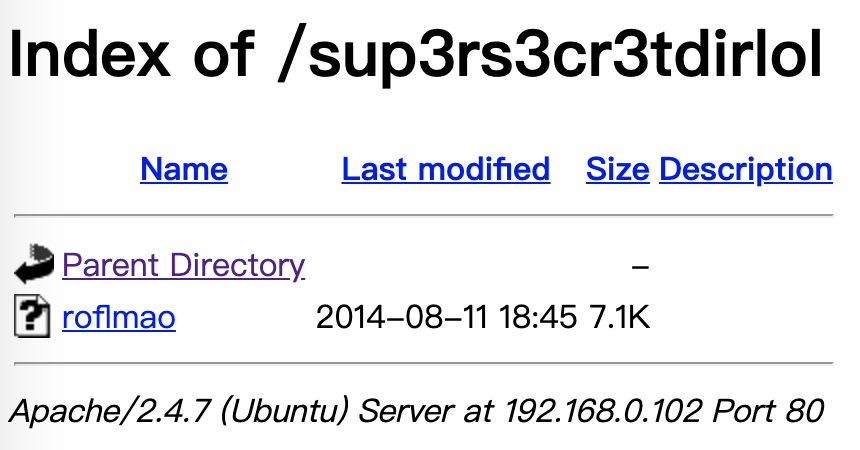 Index of /sup3rs3cr3tdirlol
Name Last modified Size Description
Parent Directory –
roflmao 2014–08–11 18:45 7.1K
Apache/2.4.7 (Ubuntu) Server at 192.168.0.102 Port 80